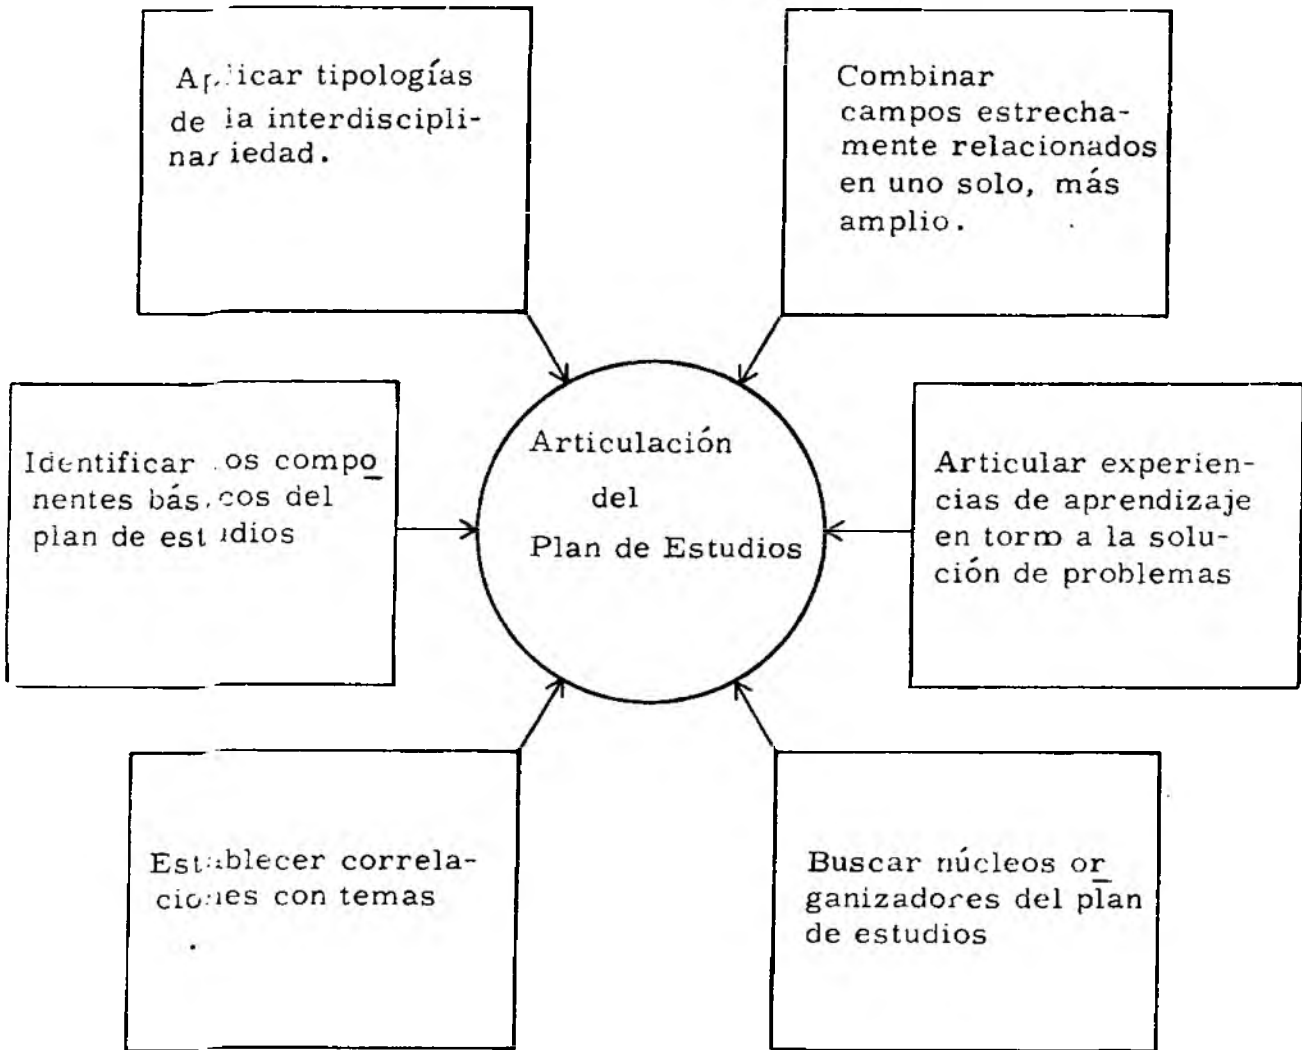 Aplicar tipologías
de la interdiscipli-
nariedad.
Combinar
campos estrecha-
mente relacionados
en uno solo, más
amplio.
Identificar los compo
nentes básicos del
plan de estudios
Articulación
del
Plan de Estudios
Articular experien-
cias de aprendizaje
en torno a la solu-
ción de problemas
Establecer correla-
ciones con temas
Buscar núcleos or
ganizadores del plan
de estudios